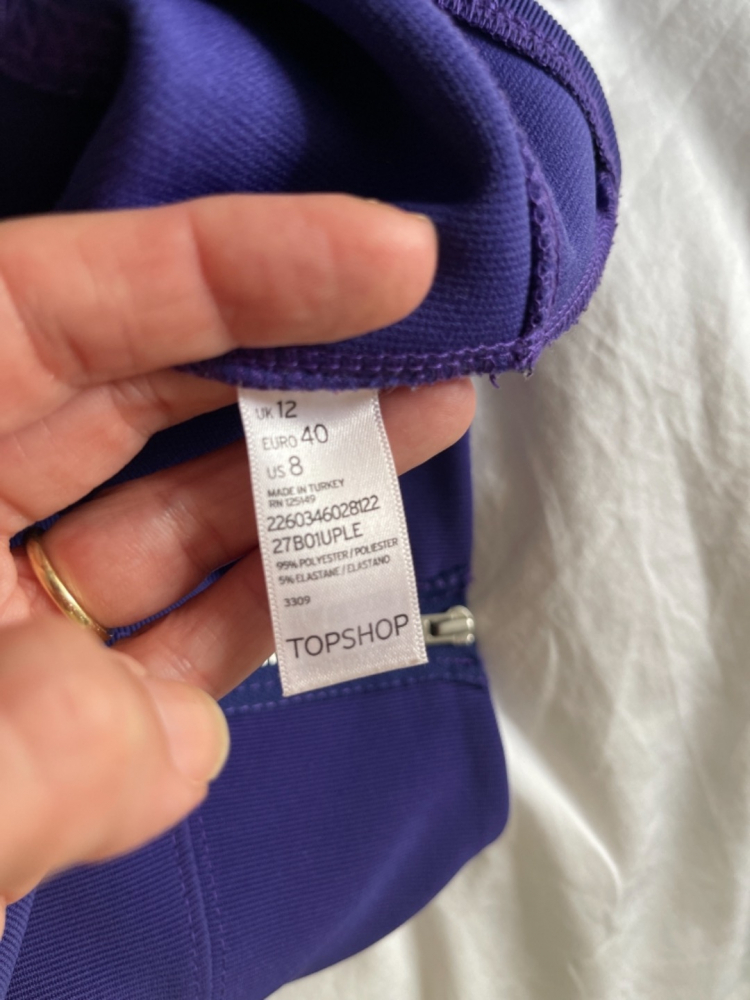 UK 12
EURO 40
US 8
MADE IN TURKEY
RN 125149
2260346028122
27B01UPLE
95% POLYESTER / POLIESTER
5% ELASTANE / ELASTANO
3309
TOPSHOP